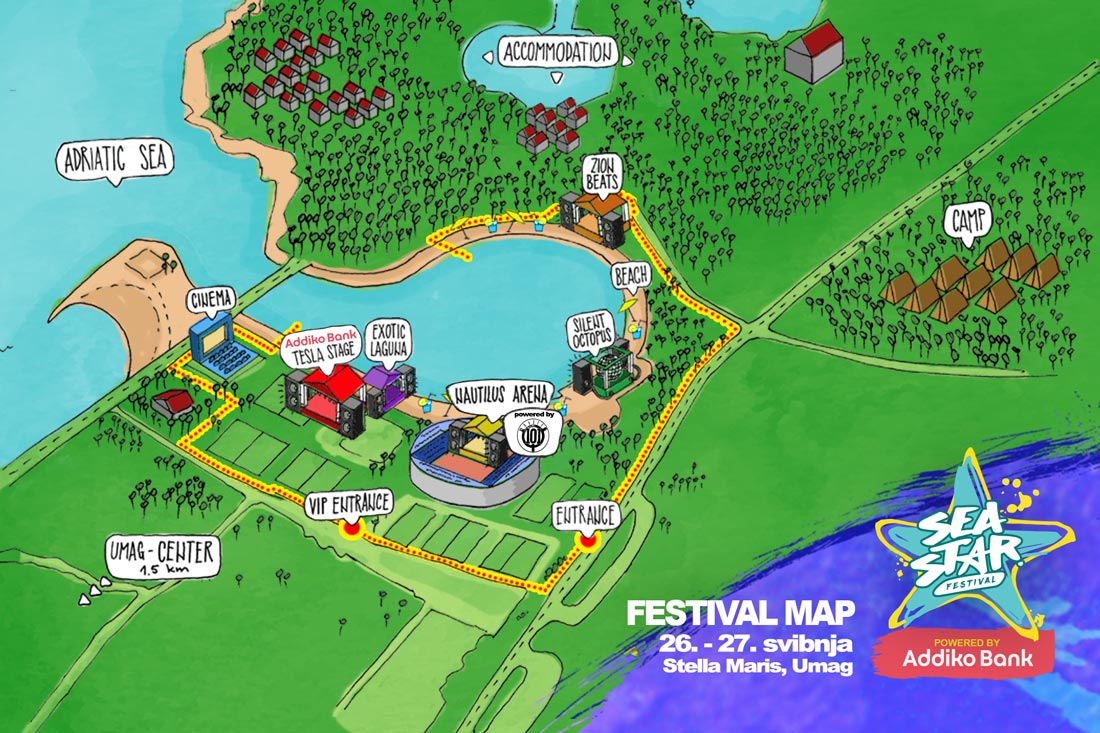 ACCOMMODATION
ADRIATIC SEA
ZION
BEATS
CAMP
BEACH
CINEMA
Addiko Bank
TESLA STAGE
EXOTIC
LAGUNA
SILENT
OCTOPUS
NAUTILUS ARENA
powered by
VIP ENTRANCE
ENTRANCE
UMAG - CENTER
1.5 km
SEA
STAR
FESTIVAL
FESTIVAL MAP
26. - 27. svibnja
Stella Maris, Umag
POWERED BY
Addiko Bank